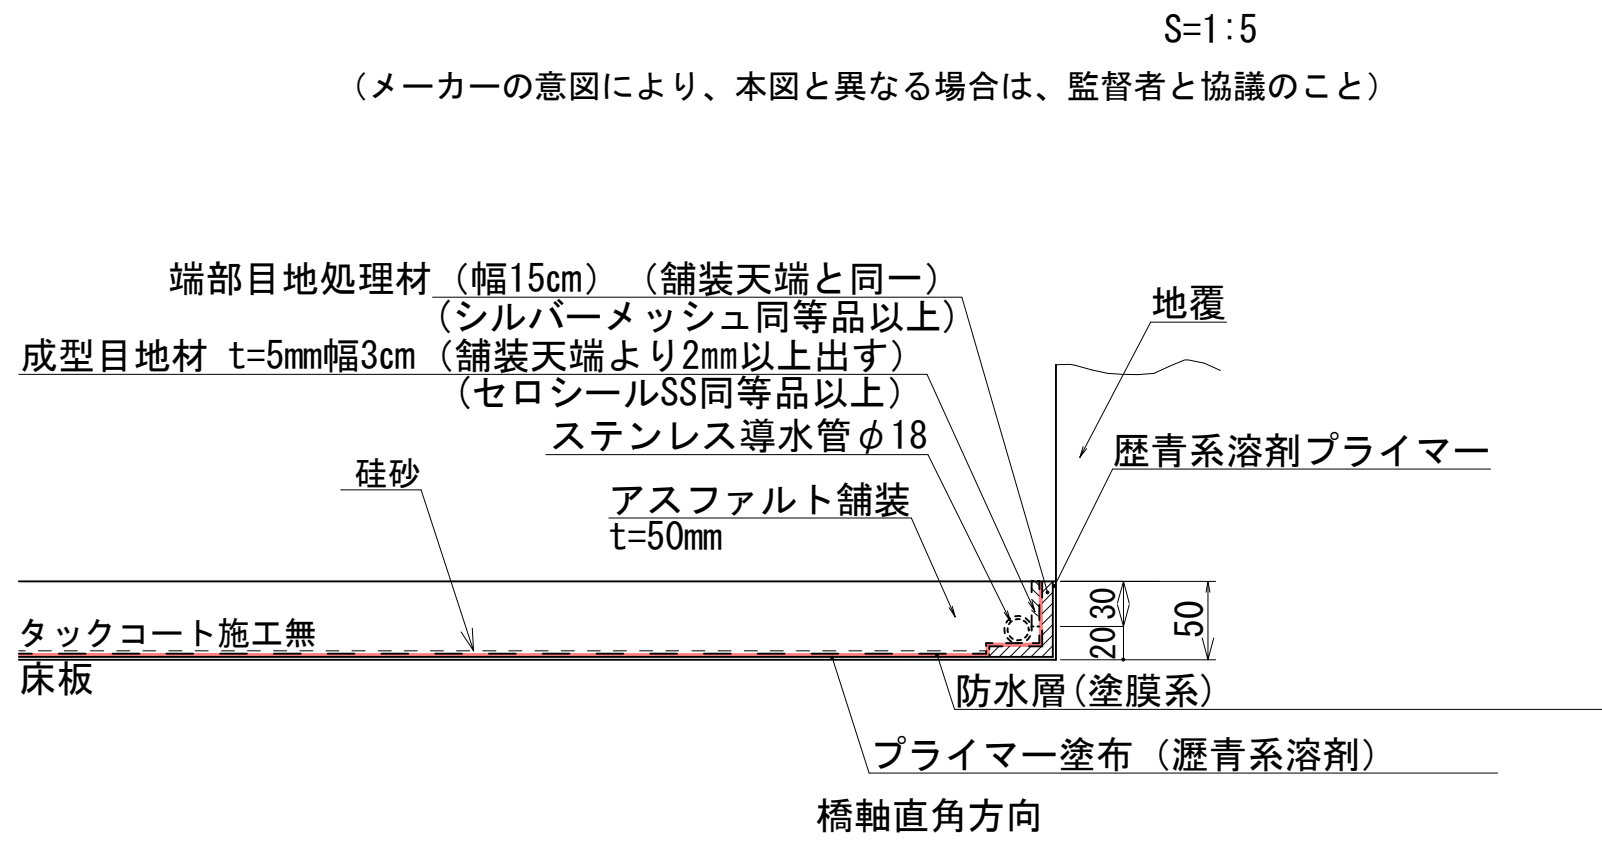 S=1:5
（メーカーの意図により、本図と異なる場合は、監督者と協議のこと）
端部目地処理材（幅15cm）（舗装天端と同一）
（シルバーメッシュ同等品以上）
地覆
成型目地材 t=5mm幅3cm（舗装天端より2mm以上出す）
（セロシールSS同等品以上）
ステンレス導水管φ18
歴青系溶剤プライマー
硅砂
アスファルト舗装
t=50mm
30
50
20
タックコート施工無
床板
防水層(塗膜系)
プライマー塗布（瀝青系溶剤）
橋軸直角方向